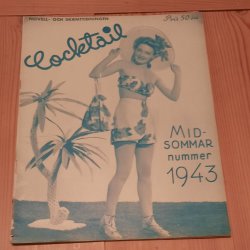 NOVELL- OCH SKÄMTTIDNINGEN
Pris 50 öre
Cocktail
MID-
SOMMAR
nummer
1943